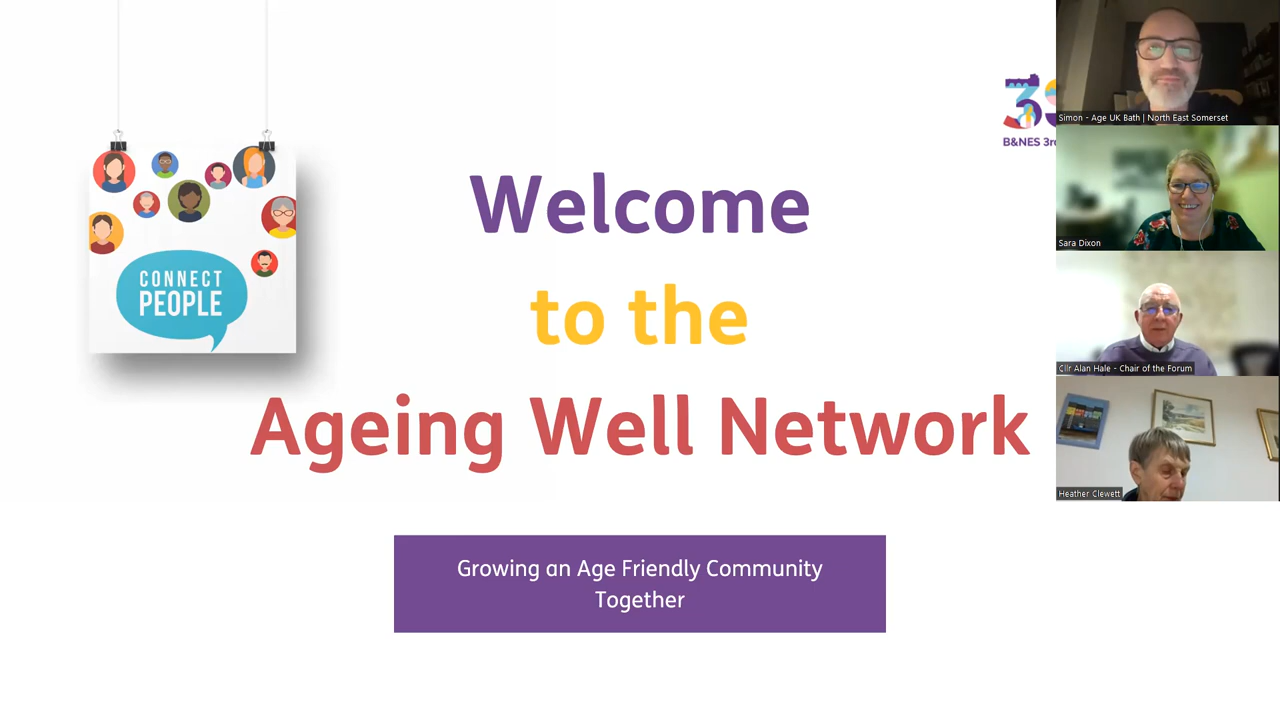 CONNECT
PEOPLE
B&NES 3r
Welcome
to the
Ageing Well Network
Growing an Age Friendly Community
Together
Simon - Age UK Bath | North East Somerset
Sara Dixon
Cllr Alan Hale - Chair of the Forum
Heather Clewett